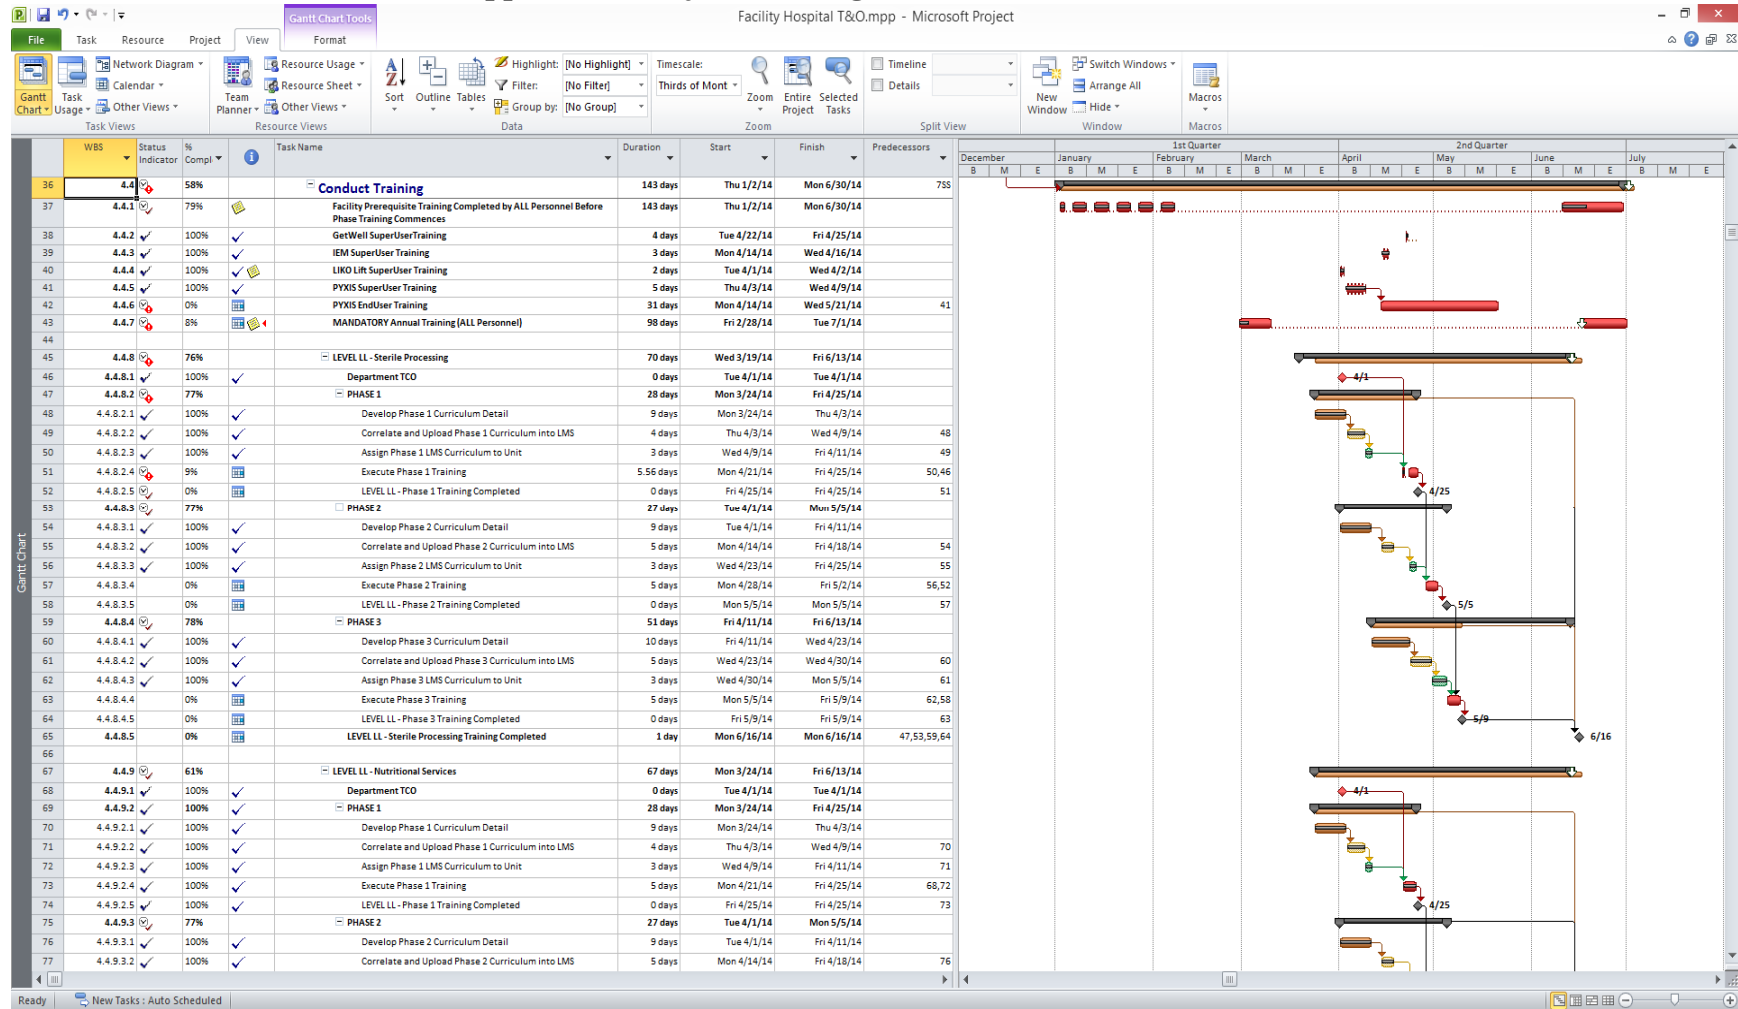 Facility Hospital T&O.mpp - Microsoft Project
Gantt Chart Tools
File Task Resource Project View Format
Gantt Chart
Task Usage
Network Diagram
Calendar
Other Views
Task Views
Team Planner
Resource Usage
Resource Sheet
Other Views
Resource Views
Sort
Outline
Tables
Highlight: [No Highlight]
Filter: [No Filter]
Group by: [No Group]
Data
Timescale:
Thirds of Mont
Zoom
Entire Project
Selected Tasks
Zoom
Timeline
Details
Split View
New Window
Switch Windows
Arrange All
Hide
Window
Macros
Macros
WBS Status Indicator % Compl Task Name Duration Start Finish Predecessors
1st Quarter 2nd Quarter
December January February March April May June July
B M E B M E B M E B M E B M E B M E B M E B M E
36 4.4 58% Conduct Training 143 days Thu 1/2/14 Mon 6/30/14 7SS
37 4.4.1 79% Facility Prerequisite Training Completed by ALL Personnel Before Phase Training Commences 143 days Thu 1/2/14 Mon 6/30/14
38 4.4.2 100% GetWell SuperUserTraining 4 days Tue 4/22/14 Fri 4/25/14
39 4.4.3 100% IEM SuperUser Training 3 days Mon 4/14/14 Wed 4/16/14
40 4.4.4 100% LIKO Lift SuperUser Training 2 days Tue 4/1/14 Wed 4/2/14
41 4.4.5 100% PYXIS SuperUser Training 5 days Thu 4/3/14 Wed 4/9/14
42 4.4.6 0% PYXIS EndUser Training 31 days Mon 4/14/14 Wed 5/21/14 41
43 4.4.7 8% MANDATORY Annual Training (ALL Personnel) 98 days Fri 2/28/14 Tue 7/1/14
44
45 4.4.8 76% LEVEL LL - Sterile Processing 70 days Wed 3/19/14 Fri 6/13/14
46 4.4.8.1 100% Department TCO 0 days Tue 4/1/14 Tue 4/1/14 4/1
47 4.4.8.2 77% PHASE 1 28 days Mon 3/24/14 Fri 4/25/14
48 4.4.8.2.1 100% Develop Phase 1 Curriculum Detail 9 days Mon 3/24/14 Thu 4/3/14
49 4.4.8.2.2 100% Correlate and Upload Phase 1 Curriculum into LMS 4 days Thu 4/3/14 Wed 4/9/14 48
50 4.4.8.2.3 100% Assign Phase 1 LMS Curriculum to Unit 3 days Wed 4/9/14 Fri 4/11/14 49
51 4.4.8.2.4 9% Execute Phase 1 Training 5.56 days Mon 4/21/14 Fri 4/25/14 50,46
52 4.4.8.2.5 0% LEVEL LL - Phase 1 Training Completed 0 days Fri 4/25/14 Fri 4/25/14 51 4/25
53 4.4.8.3 77% PHASE 2 27 days Tue 4/1/14 Mon 5/5/14
54 4.4.8.3.1 100% Develop Phase 2 Curriculum Detail 9 days Tue 4/1/14 Fri 4/11/14
55 4.4.8.3.2 100% Correlate and Upload Phase 2 Curriculum into LMS 5 days Mon 4/14/14 Fri 4/18/14 54
56 4.4.8.3.3 100% Assign Phase 2 LMS Curriculum to Unit 3 days Wed 4/23/14 Fri 4/25/14 55
57 4.4.8.3.4 0% Execute Phase 2 Training 5 days Mon 4/28/14 Fri 5/2/14 56,52
58 4.4.8.3.5 0% LEVEL LL - Phase 2 Training Completed 0 days Mon 5/5/14 Mon 5/5/14 57 5/5
59 4.4.8.4 78% PHASE 3 51 days Fri 4/11/14 Fri 6/13/14
60 4.4.8.4.1 100% Develop Phase 3 Curriculum Detail 10 days Fri 4/11/14 Wed 4/23/14
61 4.4.8.4.2 100% Correlate and Upload Phase 3 Curriculum into LMS 5 days Wed 4/23/14 Wed 4/30/14 60
62 4.4.8.4.3 100% Assign Phase 3 LMS Curriculum to Unit 3 days Wed 4/30/14 Mon 5/5/14 61
63 4.4.8.4.4 0% Execute Phase 3 Training 5 days Mon 5/5/14 Fri 5/9/14 62,58
64 4.4.8.4.5 0% LEVEL LL - Phase 3 Training Completed 0 days Fri 5/9/14 Fri 5/9/14 63 5/9
65 4.4.8.5 0% LEVEL LL - Sterile Processing Training Completed 1 day Mon 6/16/14 Mon 6/16/14 47,53,59,64 6/16
66
67 4.4.9 61% LEVEL LL - Nutritional Services 67 days Mon 3/24/14 Fri 6/13/14
68 4.4.9.1 100% Department TCO 0 days Tue 4/1/14 Tue 4/1/14 4/1
69 4.4.9.2 100% PHASE 1 28 days Mon 3/24/14 Fri 4/25/14
70 4.4.9.2.1 100% Develop Phase 1 Curriculum Detail 9 days Mon 3/24/14 Thu 4/3/14
71 4.4.9.2.2 100% Correlate and Upload Phase 1 Curriculum into LMS 4 days Thu 4/3/14 Wed 4/9/14 70
72 4.4.9.2.3 100% Assign Phase 1 LMS Curriculum to Unit 3 days Wed 4/9/14 Fri 4/11/14 71
73 4.4.9.2.4 100% Execute Phase 1 Training 5 days Mon 4/21/14 Fri 4/25/14 68,72
74 4.4.9.2.5 100% LEVEL LL - Phase 1 Training Completed 0 days Fri 4/25/14 Fri 4/25/14 73 4/25
75 4.4.9.3 77% PHASE 2 27 days Tue 4/1/14 Mon 5/5/14
76 4.4.9.3.1 100% Develop Phase 2 Curriculum Detail 9 days Tue 4/1/14 Fri 4/11/14
77 4.4.9.3.2 100% Correlate and Upload Phase 2 Curriculum into LMS 5 days Mon 4/14/14 Fri 4/18/14 76
Gantt Chart
Ready New Tasks : Auto Scheduled